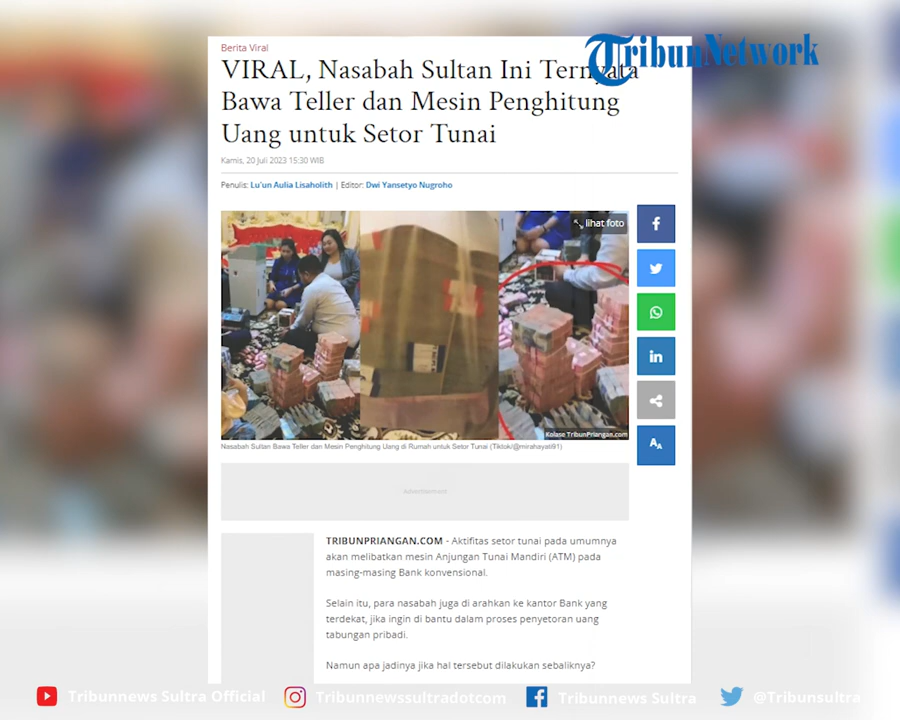 TribunNetwork
Berita Viral
VIRAL, Nasabah Sultan Ini Ternyata
Bawa Teller dan Mesin Penghitung
Uang untuk Setor Tunai
Kamis, 20 Juli 2023 15:30 WIB
Penulis: Lu'un Aulia Lisaholith | Editor: Dwi Yansetyo Nugroho
lihat foto
Kolase TribunPriangan.com
Nasabah Sultan Bawa Teller dan Mesin Penghitung Uang di Rumah untuk Setor Tunai (Tiktok/@mirahayati91)
Advertisement
TRIBUNPRIANGAN.COM - Aktifitas setor tunai pada umumnya
akan melibatkan mesin Anjungan Tunai Mandiri (ATM) pada
masing-masing Bank konvensional.
Selain itu, para nasabah juga di arahkan ke kantor Bank yang
terdekat, jika ingin di bantu dalam proses penyetoran uang
tabungan pribadi.
Namun apa jadinya jika hal tersebut dilakukan sebaliknya?
Tribunnews Sultra Official
Tribunnewssultradotcom
Tribunnews Sultra
@Tribunsultra